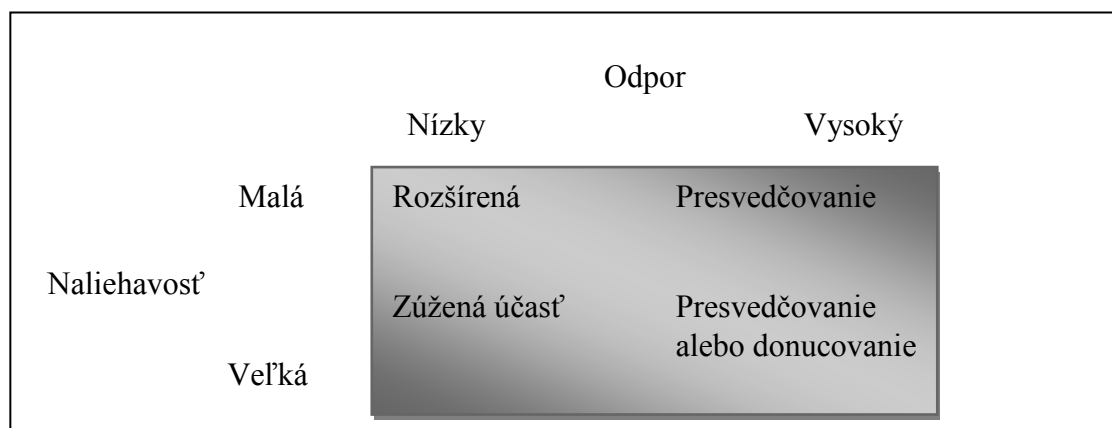 Odpor
Nízky Vysoký
Malá Rozšírená Presvedčovanie
Naliehavosť
Zúžená účasť Presvedčovanie
alebo donucovanie
Veľká